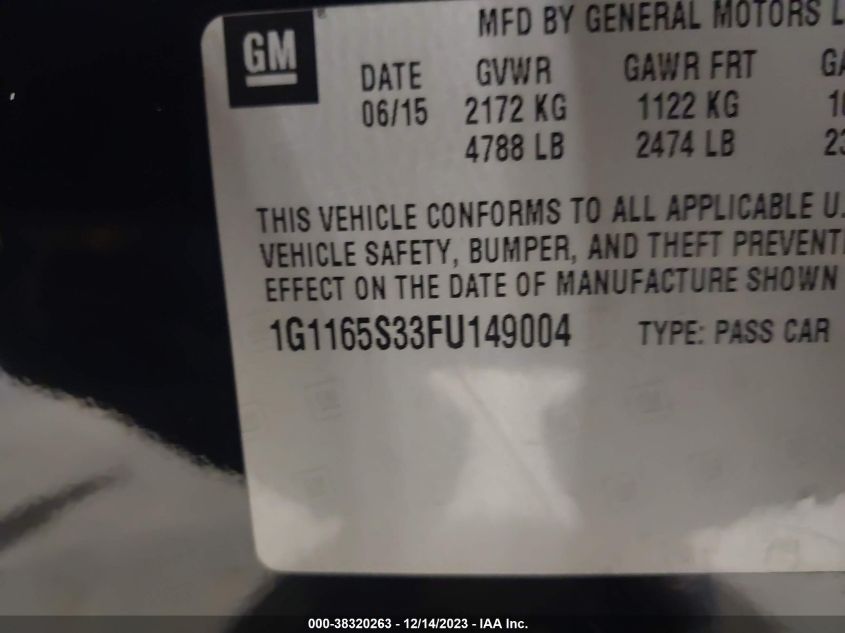 GM
MFD BY GENERAL MOTORS
DATE GVWR GAWR FRT
06/15 2172 KG 1122 KG
4788 LB 2474 LB
THIS VEHICLE CONFORMS TO ALL APPLICABLE U.
VEHICLE SAFETY, BUMPER, AND THEFT PREVENTI
EFFECT ON THE DATE OF MANUFACTURE SHOWN
1G1165S33FU149004 TYPE: PASS CAR
000-38320263 - 12/14/2023 - IAA Inc.